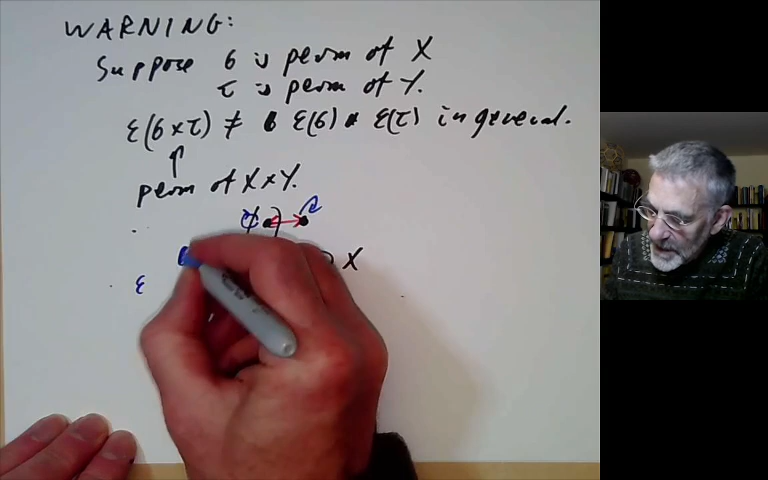 WARNING:
Suppose σ is perm of X
τ is perm of Y.
ε(σ×τ) ≠ ε(σ) ε(τ) in general.
↑
perm of X×Y.
X
ε